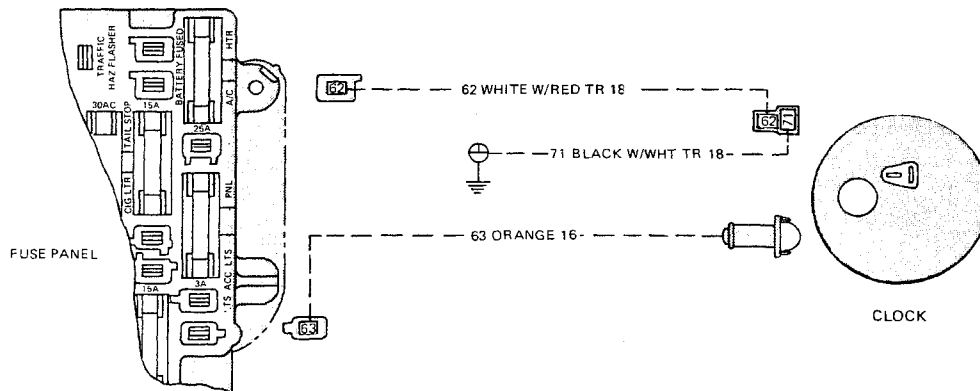 TRAFFIC
HAZ FLASHER
BATTERY FUSED
HTR
A/C
30AC
15A
TAIL STOP
CIG LTR
25A
PNL
LTS
ACC
LTS
3A
15A
FUSE PANEL
62
62 WHITE W/RED TR 18
62
71
71 BLACK W/WHT TR 18
63 ORANGE 16
63
CLOCK